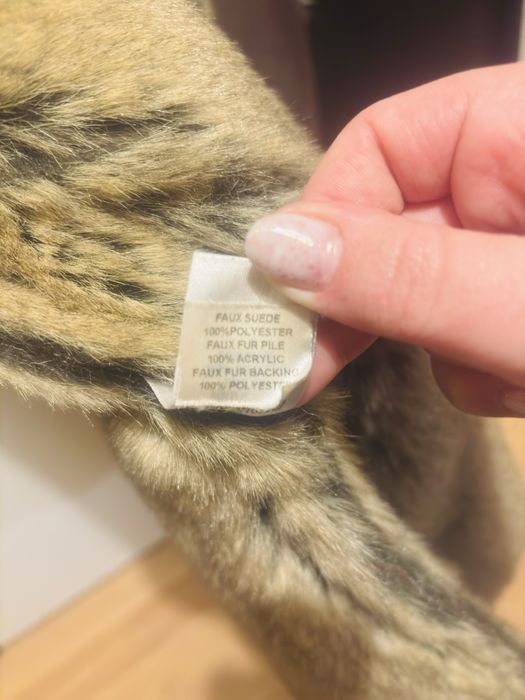 FAUX SUEDE
100%POLYESTER
FAUX FUR PILE
100% ACRYLIC
FAUX FUR BACKING
100% POLYESTER